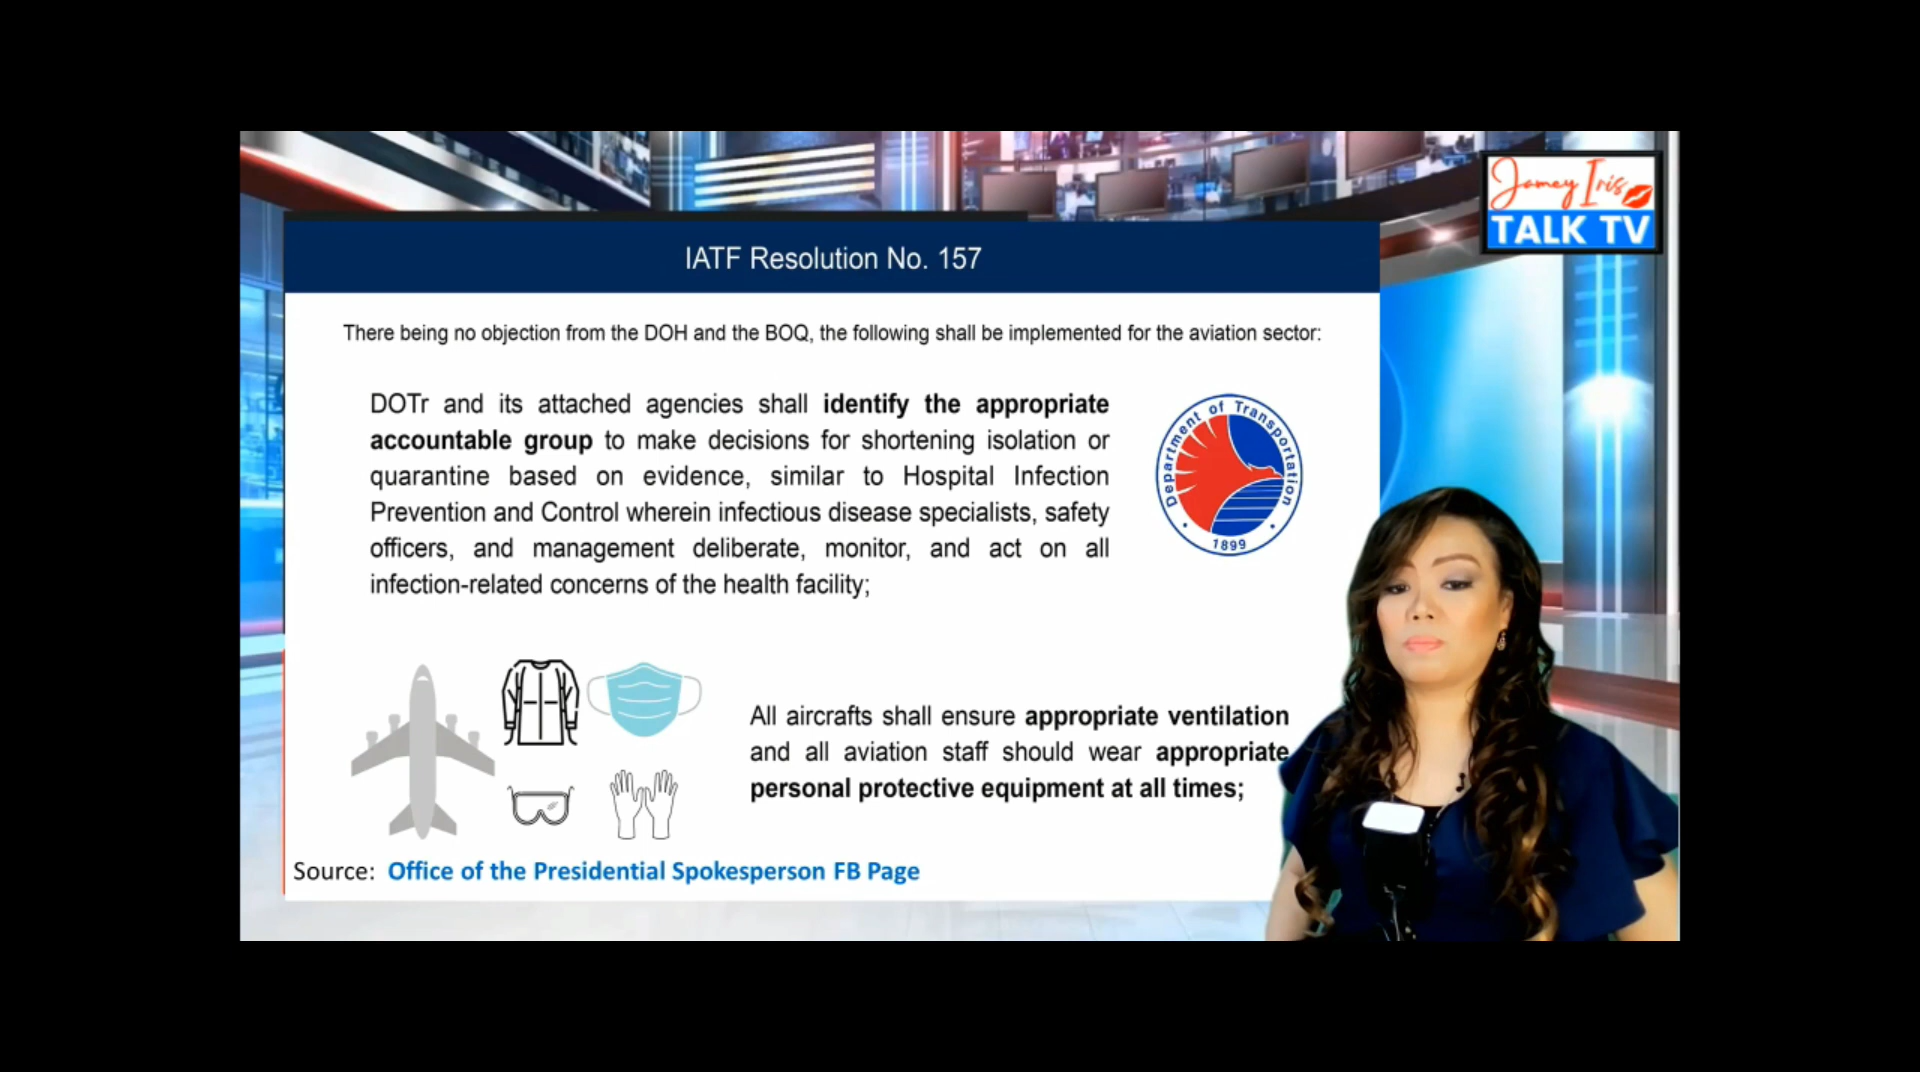 Jamey Iris
TALK TV
IATF Resolution No. 157
There being no objection from the DOH and the BOQ, the following shall be implemented for the aviation sector:
DOTr and its attached agencies shall identify the appropriate
accountable group to make decisions for shortening isolation or
quarantine based on evidence, similar to Hospital Infection
Prevention and Control wherein infectious disease specialists, safety
officers, and management deliberate, monitor, and act on all
infection-related concerns of the health facility;
Department of Transportation
1899
All aircrafts shall ensure appropriate ventilation
and all aviation staff should wear appropriate
personal protective equipment at all times;
Source: Office of the Presidential Spokesperson FB Page